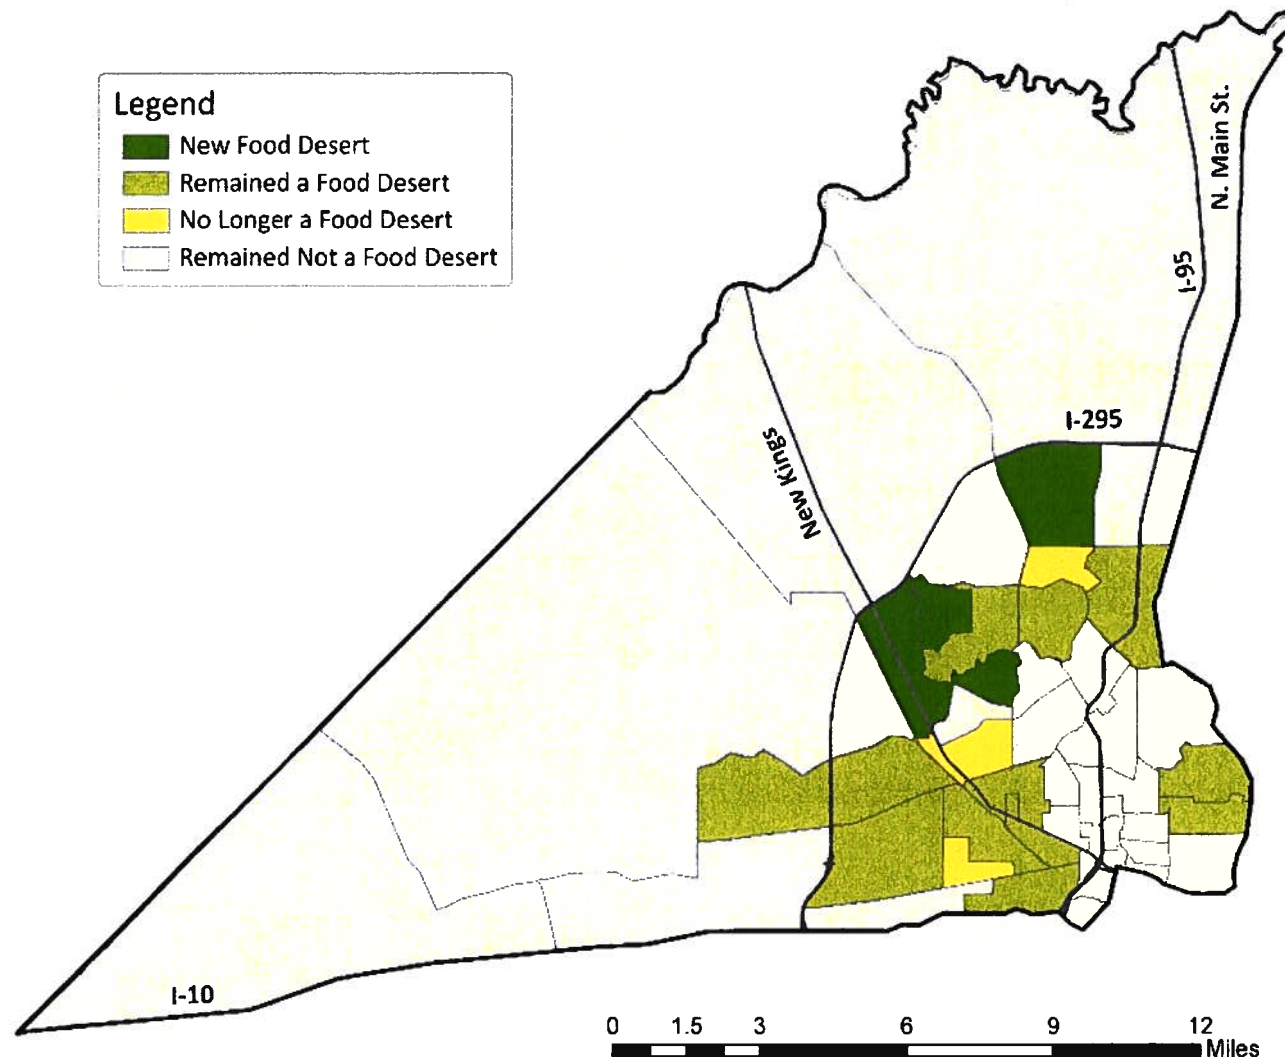 Legend
New Food Desert
Remained a Food Desert
No Longer a Food Desert
Remained Not a Food Desert
N. Main St.
I-95
I-295
New Kings
I-10
0 1.5 3 6 9 12
Miles